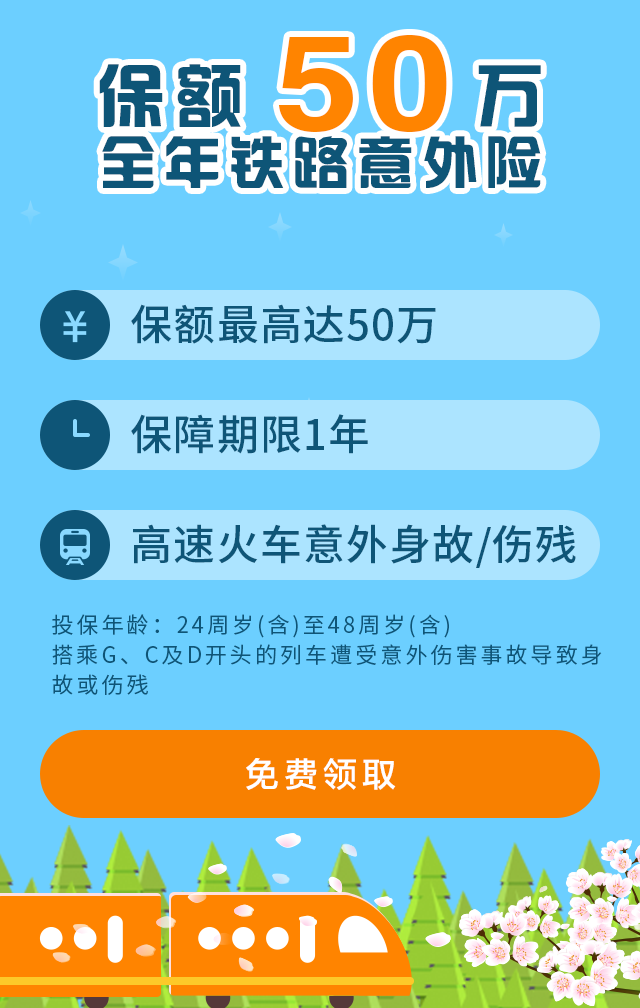 保额 50 万
全年铁路意外险
¥ 保额最高达50万
保障期限1年
高速火车意外身故/伤残
投保年龄：24周岁(含)至48周岁(含)
搭乘G、C及D开头的列车遭受意外伤害事故导致身
故或伤残
免费领取